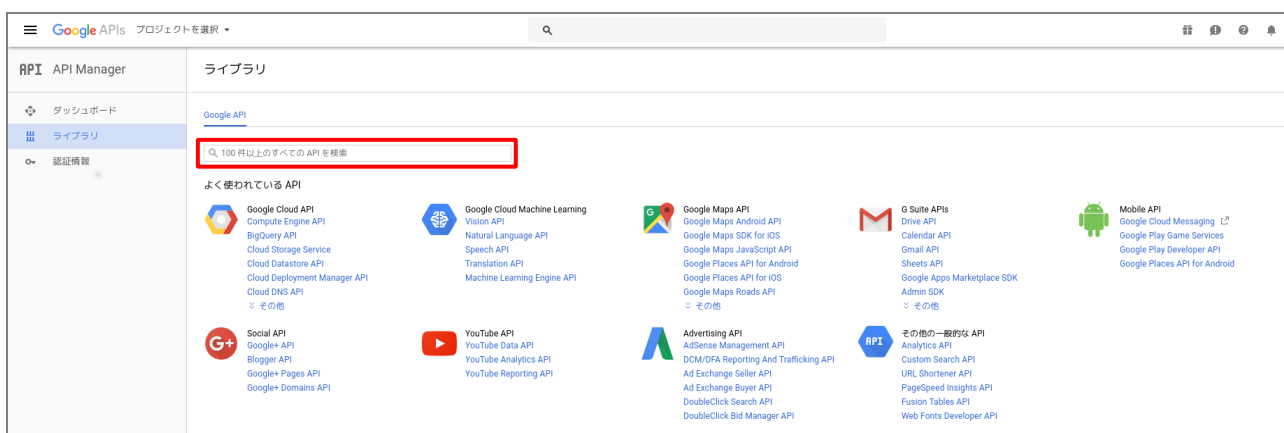 Google APIs プロジェクトを選択
API API Manager
ライブラリ
ダッシュボード
ライブラリ
認証情報
Google API
100 件以上のすべての API を検索
よく使われている API
Google Cloud API
Compute Engine API
BigQuery API
Cloud Storage Service
Cloud Datastore API
Cloud Deployment Manager API
Cloud DNS API
その他
Google Cloud Machine Learning
Vision API
Natural Language API
Speech API
Translation API
Machine Learning Engine API
G
Google Maps API
Google Maps Android API
Google Maps SDK for iOS
Google Maps JavaScript API
Google Places API for Android
Google Places API for iOS
Google Maps Roads API
その他
G Suite APIs
Drive API
Calendar API
Gmail API
Sheets API
Google Apps Marketplace SDK
Admin SDK
その他
Mobile API
Google Cloud Messaging
Google Play Game Services
Google Play Developer API
Google Places API for Android
G+
Social API
Google+ API
Blogger API
Google+ Pages API
Google+ Domains API
YouTube API
YouTube Data API
YouTube Analytics API
YouTube Reporting API
Advertising API
AdSense Management API
DCM/DFA Reporting And Trafficking API
Ad Exchange Seller API
Ad Exchange Buyer API
DoubleClick Search API
DoubleClick Bid Manager API
API
その他の一般的な API
Analytics API
Custom Search API
URL Shortener API
PageSpeed Insights API
Fusion Tables API
Web Fonts Developer API